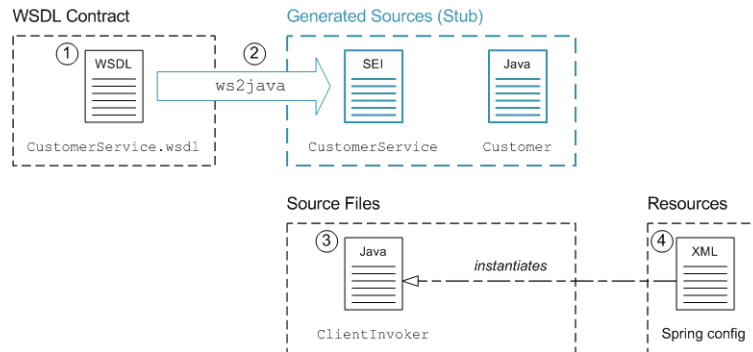 WSDL Contract
Generated Sources (Stub)
1
2
WSDL
ws2java
SEI
Java
CustomerService.wsdl
CustomerService
Customer
Source Files
Resources
3
Java
instantiates
4
XML
ClientInvoker
Spring config